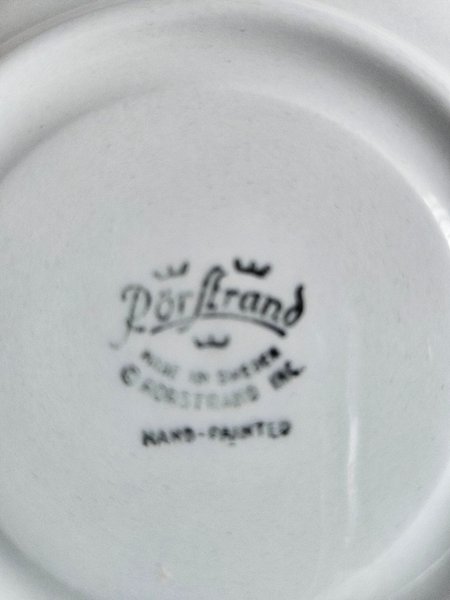 Rörstrand
MADE IN SWEDEN
© RORSTRAND INC.
HAND-PAINTED